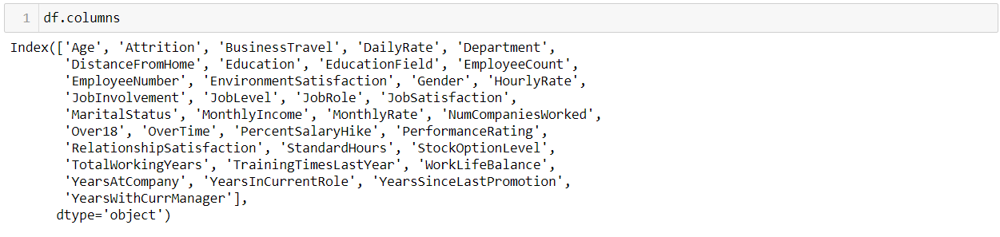 1 df.columns
Index(['Age', 'Attrition', 'BusinessTravel', 'DailyRate', 'Department',
'DistanceFromHome', 'Education', 'EducationField', 'EmployeeCount',
'EmployeeNumber', 'EnvironmentSatisfaction', 'Gender', 'HourlyRate',
'JobInvolvement', 'JobLevel', 'JobRole', 'JobSatisfaction',
'MaritalStatus', 'MonthlyIncome', 'MonthlyRate', 'NumCompaniesWorked',
'Over18', 'OverTime', 'PercentSalaryHike', 'PerformanceRating',
'RelationshipSatisfaction', 'StandardHours', 'StockOptionLevel',
'TotalWorkingYears', 'TrainingTimesLastYear', 'WorkLifeBalance',
'YearsAtCompany', 'YearsInCurrentRole', 'YearsSinceLastPromotion',
'YearsWithCurrManager'],
dtype='object')